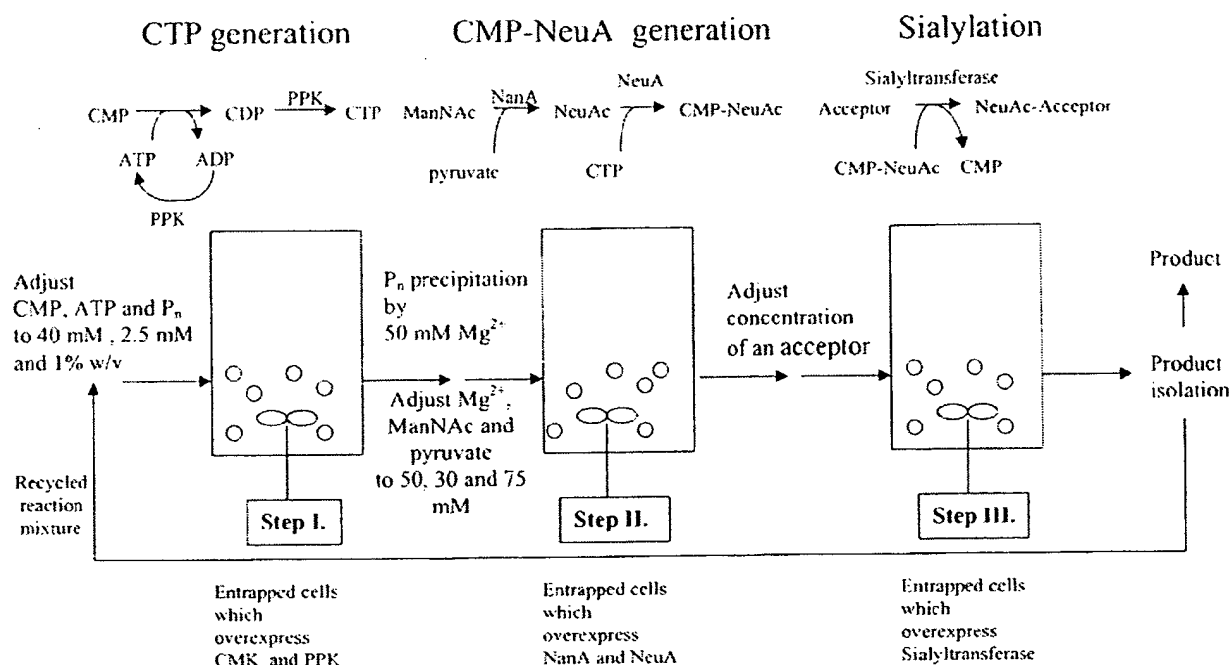 CTP generation
CMP-NeuA generation
Sialylation
CMP
CDP
PPK
CTP
ATP
ADP
PPK
ManNAc
NanA
NeuAc
NeuA
CMP-NeuAc
pyruvate
CTP
Sialyltransferase
Acceptor
NeuAc-Acceptor
CMP-NeuAc
CMP
Adjust
CMP, ATP and Pn
to 40 mM , 2.5 mM
and 1% w/v
Pn precipitation
by
50 mM Mg2+
Adjust Mg2+,
ManNAc and
pyruvate
to 50, 30 and 75
mM
Adjust
concentration
of an acceptor
Product
Product
isolation
Recycled
reaction
mixture
Step I.
Step II.
Step III.
Entrapped cells
which
overexpress
CMK and PPK
Entrapped cells
which
overexpress
NanA and NeuA
Entrapped cells
which
overexpress
Sialyltransferase